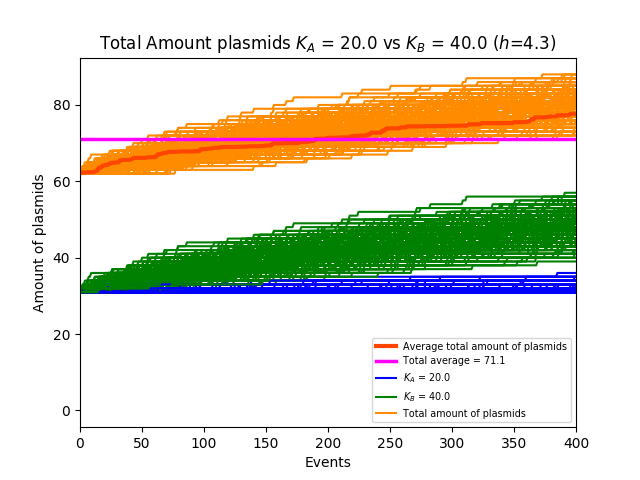 Total Amount plasmids K_A = 20.0 vs K_B = 40.0 (h=4.3)
Amount of plasmids
80
60
40
20
0
Average total amount of plasmids
Total average = 71.1
K_A = 20.0
K_B = 40.0
Total amount of plasmids
0 50 100 150 200 250 300 350 400
Events